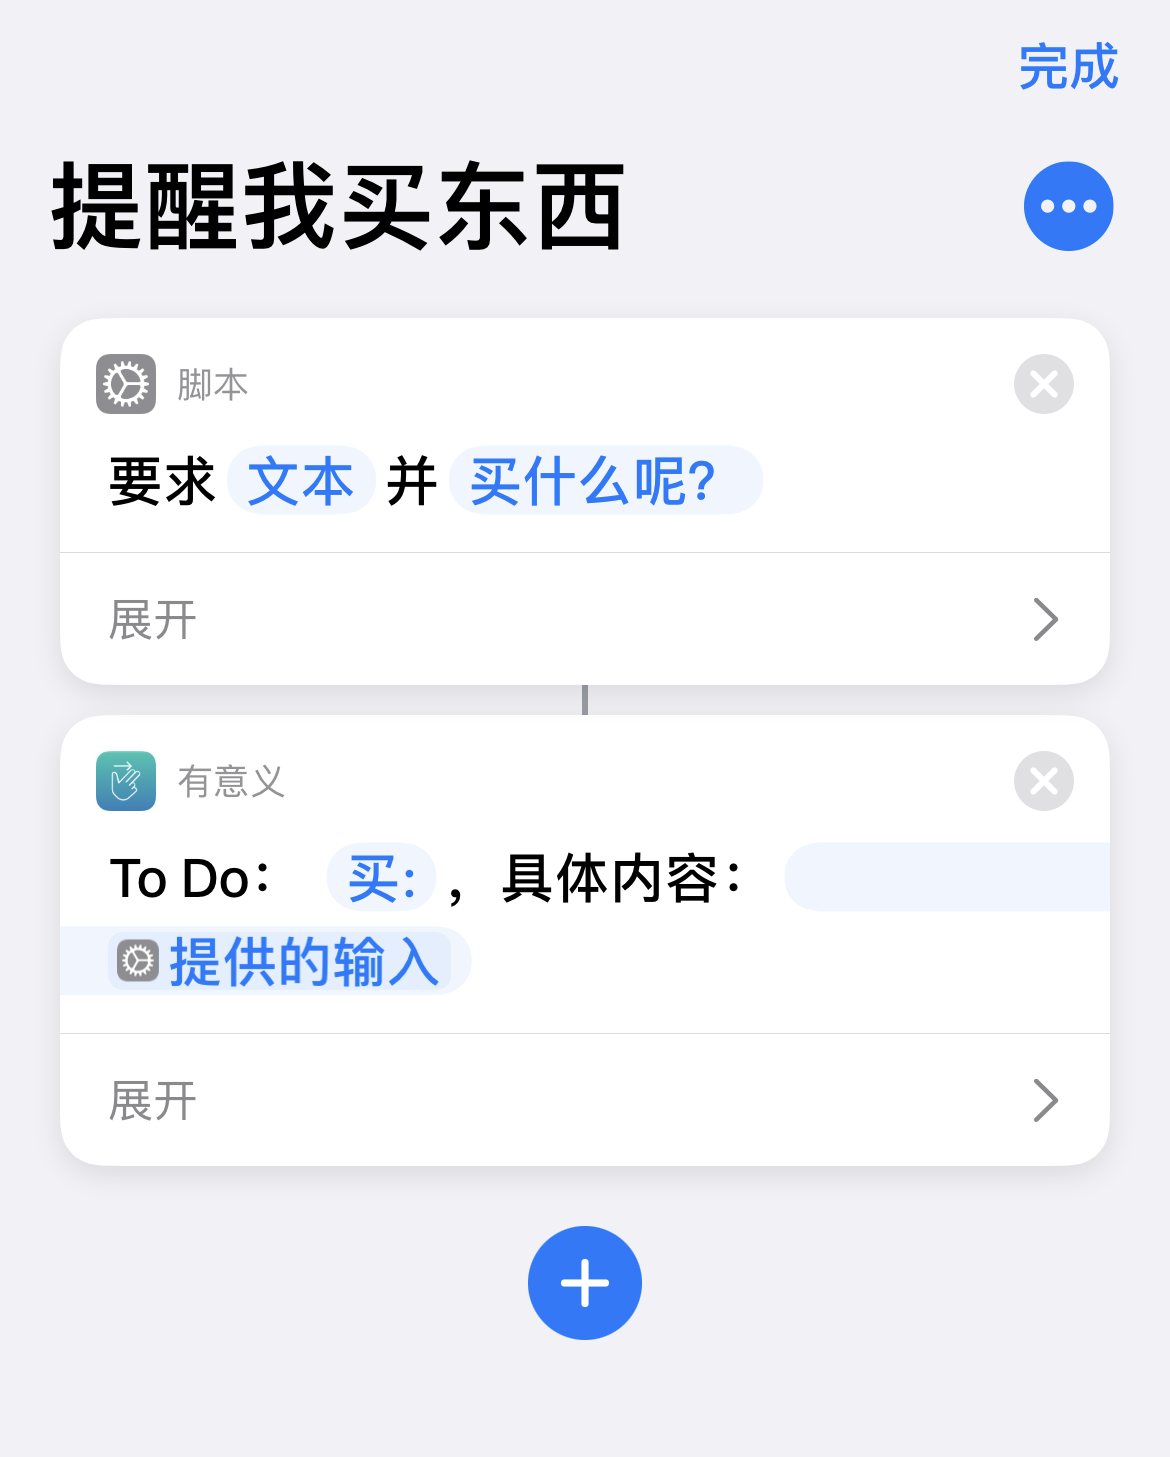 完成
提醒我买东西
脚本
要求 文本 并 买什么呢?
展开
有意义
To Do： 买: ，具体内容：
提供的输入
展开